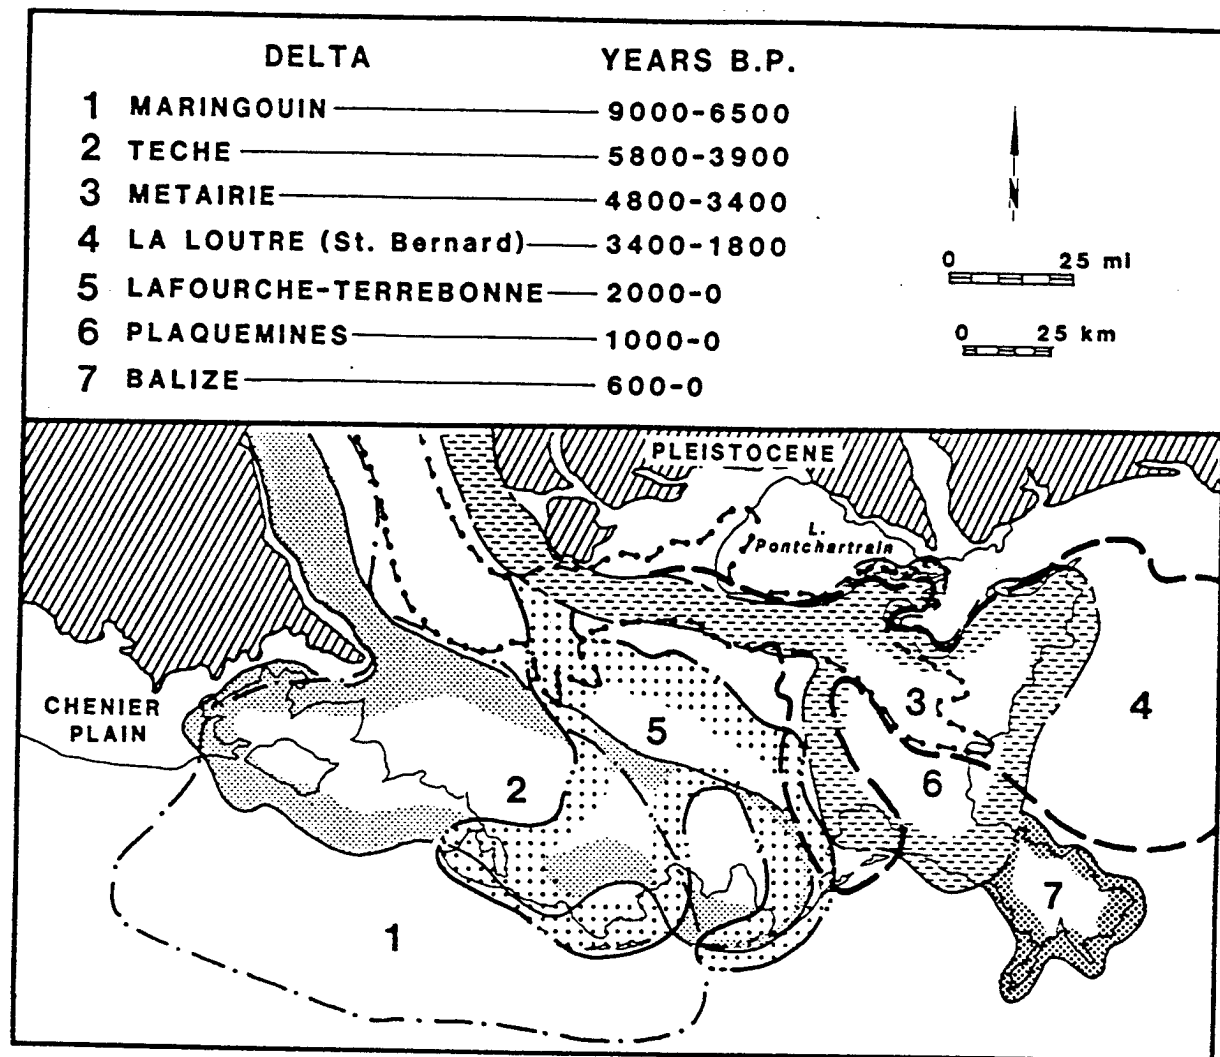 DELTA YEARS B.P.
1 MARINGOUIN 9000-6500
2 TECHE 5800-3900
3 METAIRIE 4800-3400
4 LA LOUTRE (St. Bernard) 3400-1800
5 LAFOURCHE-TERREBONNE 2000-0
6 PLAQUEMINES 1000-0
7 BALIZE 600-0
N
0 25 mi
0 25 km
PLEISTOCENE
L.
Pontchartrain
CHENIER
PLAIN
3
4
5
2
6
7
1